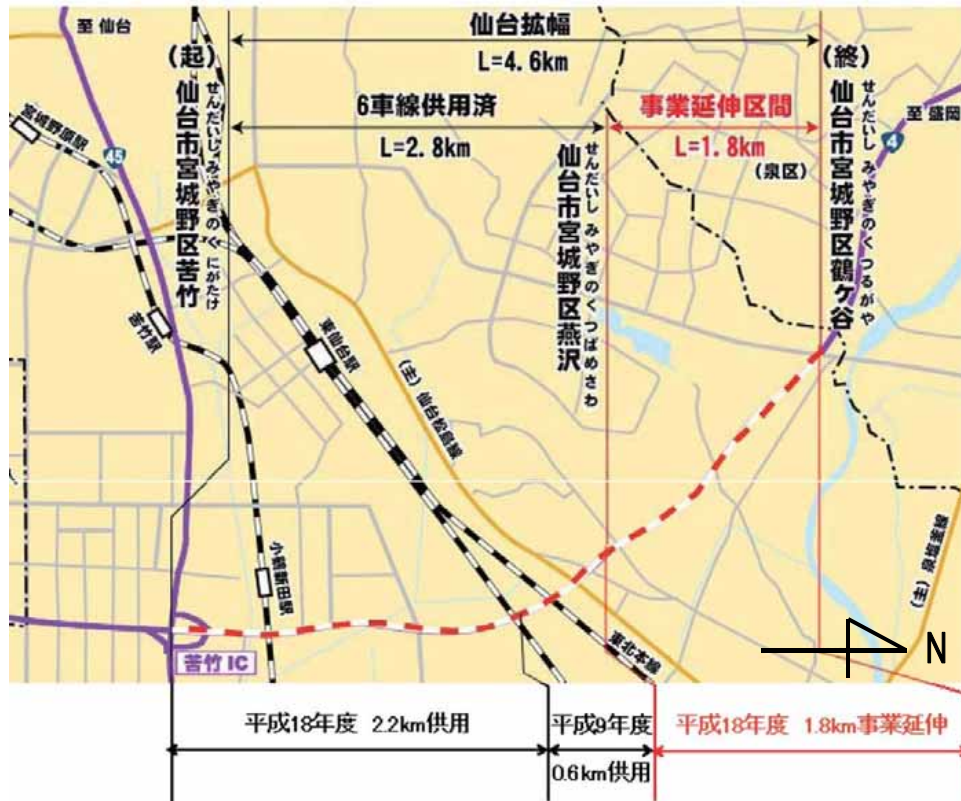 至 仙台
仙台拡幅
L=4.6km
(起)
せんだいし みやぎのく にがたけ
仙台市宮城野区苦竹
(終)
せんだいし みやぎのくつるがや
仙台市宮城野区鶴ケ谷
至 盛岡
6車線供用済
L=2.8km
事業延伸区間
L=1.8km
(泉区)
せんだいし みやぎのくつばめさわ
仙台市宮城野区燕沢
宮城野原駅
45
4
苦竹駅
東仙台駅
(主)仙台松島線
小鶴新田駅
(主)泉塩釜線
東北本線
苦竹 IC
N
平成18年度 2.2km供用
平成9年度
0.6km供用
平成18年度 1.8km事業延伸